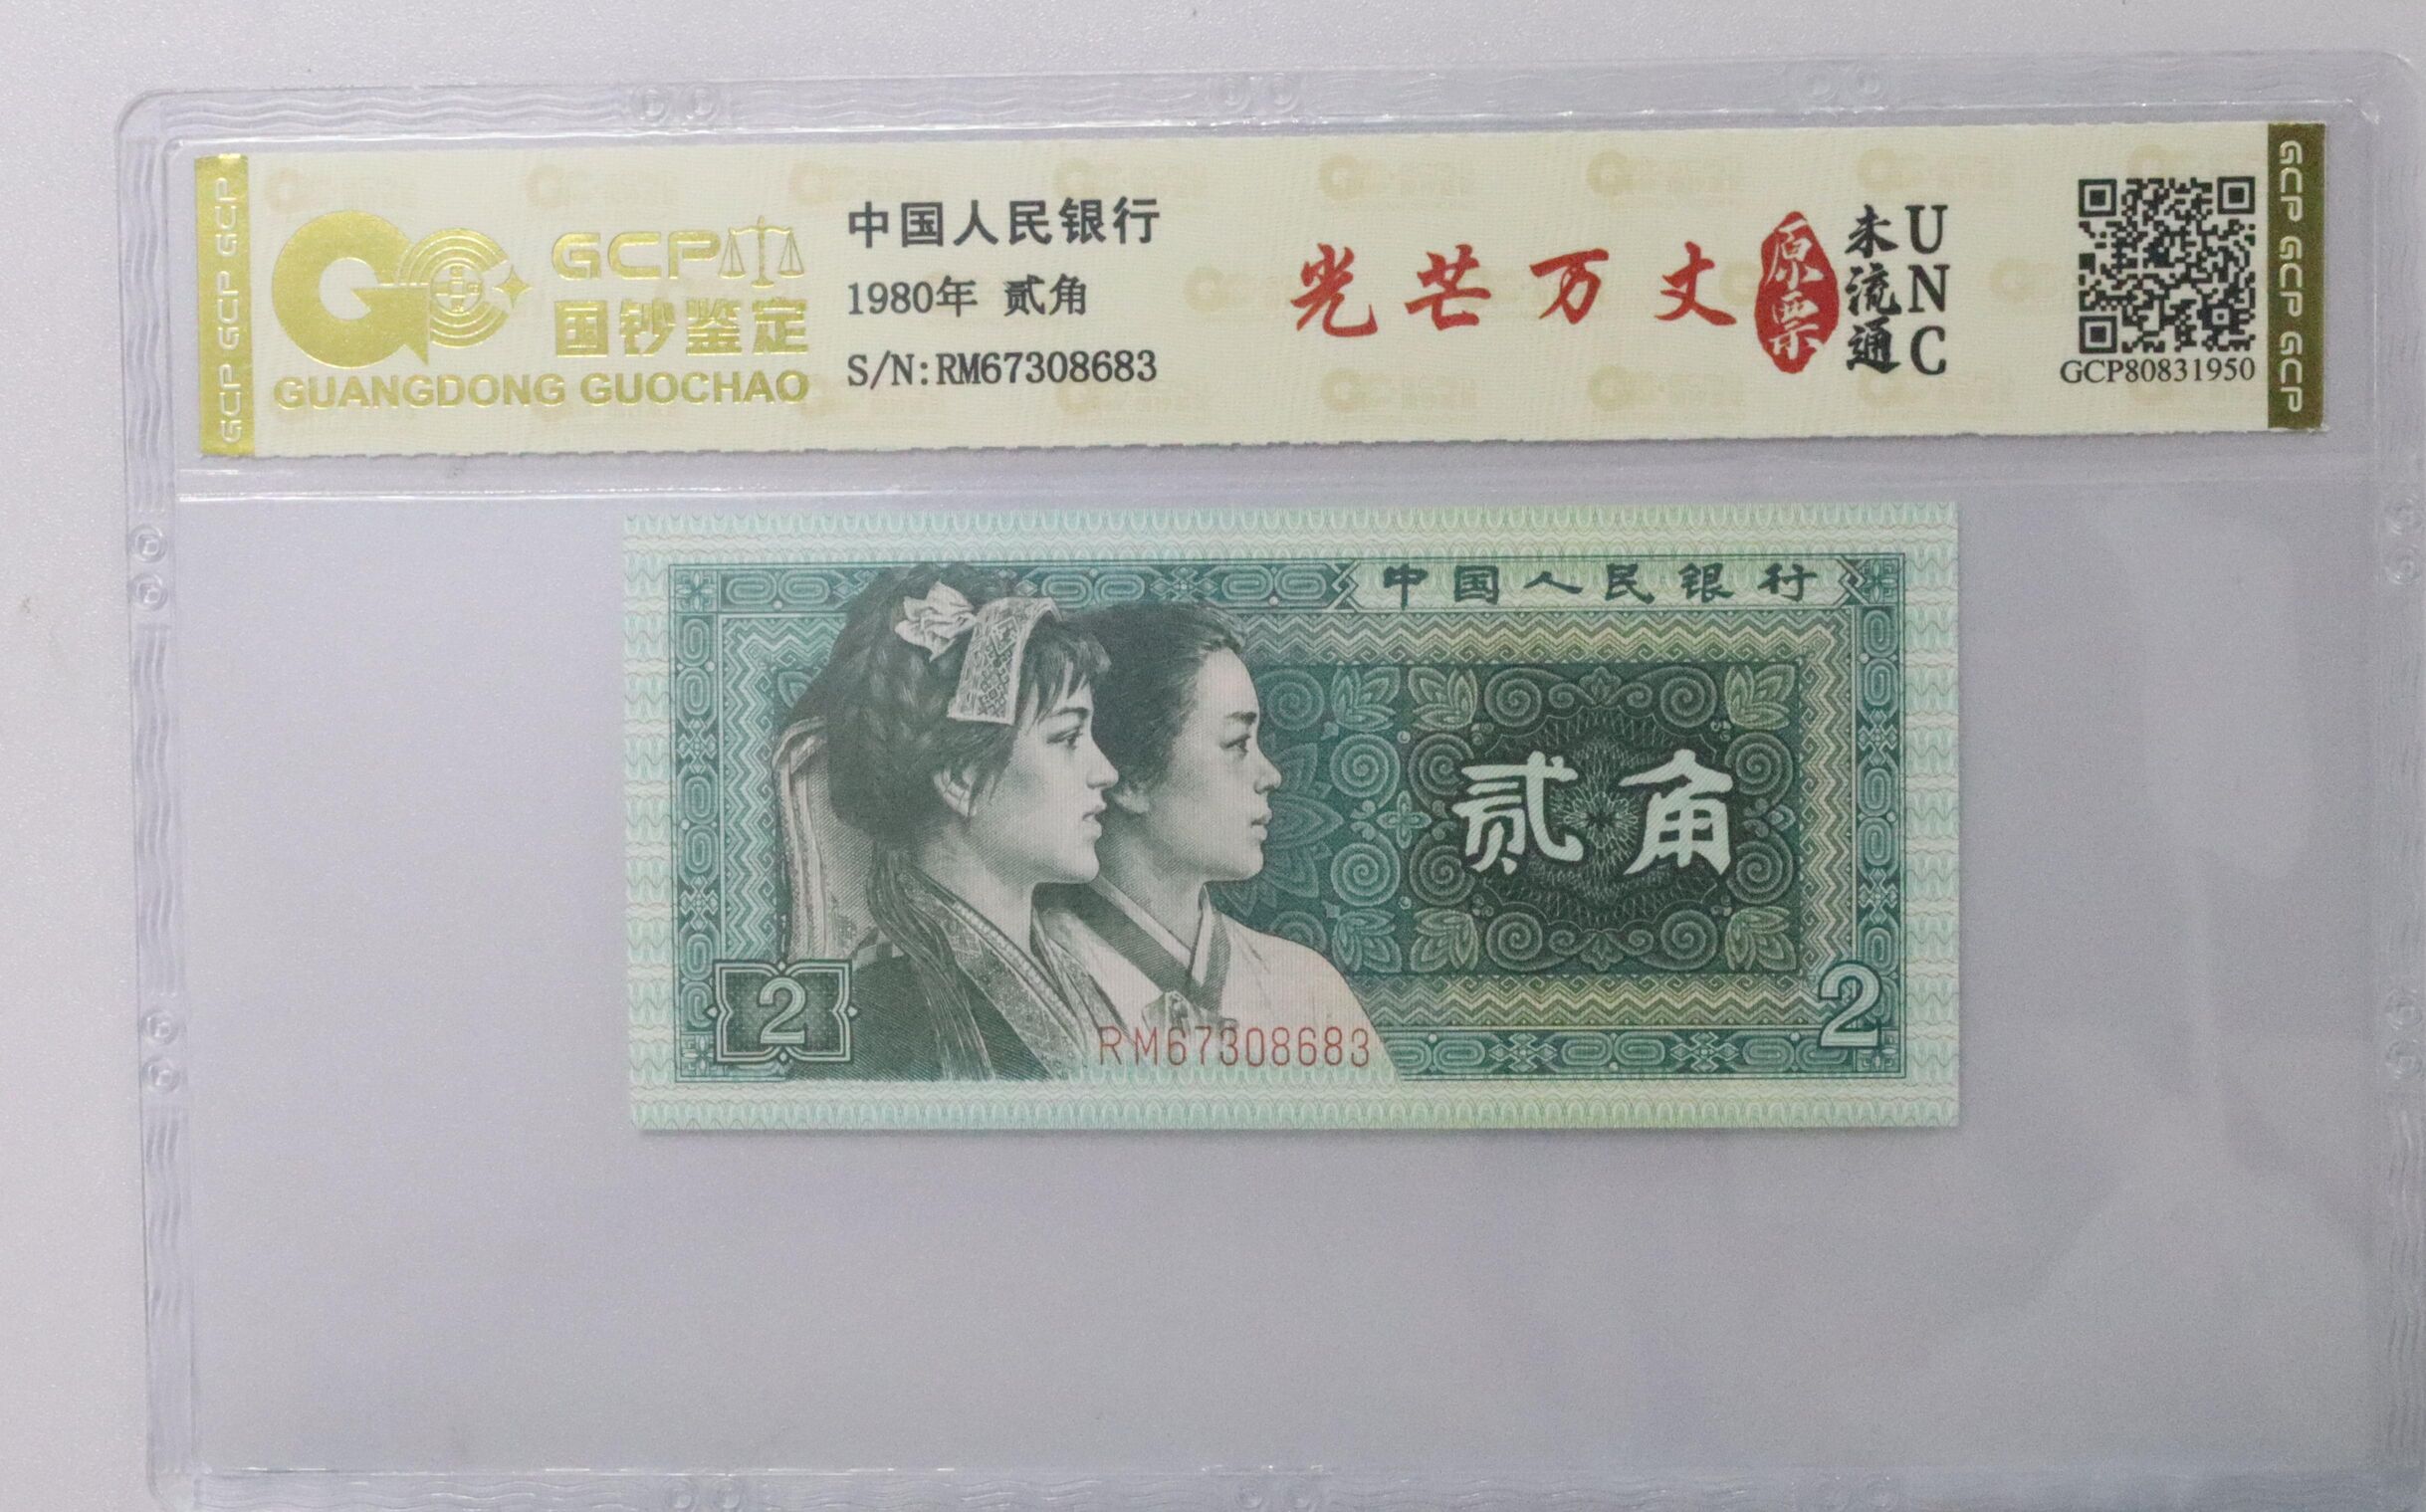 GCP GCP GCP
GCP
国钞鉴定
GUANGDONG GUOCHAO
中国人民银行
1980年 贰角
S/N:RM67308683
光芒万丈
原票
未流通
UNC
GCP80831950
GCP GCP GCP
中国人民银行
贰角
2
RM67308683
2